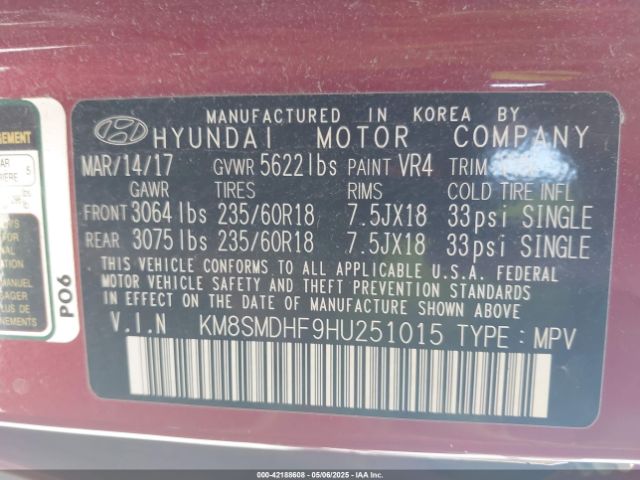 MANUFACTURED IN KOREA BY
HYUNDAI MOTOR COMPANY
MAR/14/17 GVWR 5622lbs PAINT VR4 TRIM
GAWR TIRES RIMS COLD TIRE INFL
FRONT 3064lbs 235/60R18 7.5JX18 33psi SINGLE
REAR 3075lbs 235/60R18 7.5JX18 33psi SINGLE
THIS VEHICLE CONFORMS TO ALL APPLICABLE U.S.A. FEDERAL
MOTOR VEHICLE SAFETY AND THEFT PREVENTION STANDARDS
IN EFFECT ON THE DATE OF MANUFACTURE SHOWN ABOVE
V.I.N KM8SMDHF9HU251015 TYPE : MPV
PO6
000-42188608 - 05/06/2025 - IAA Inc.